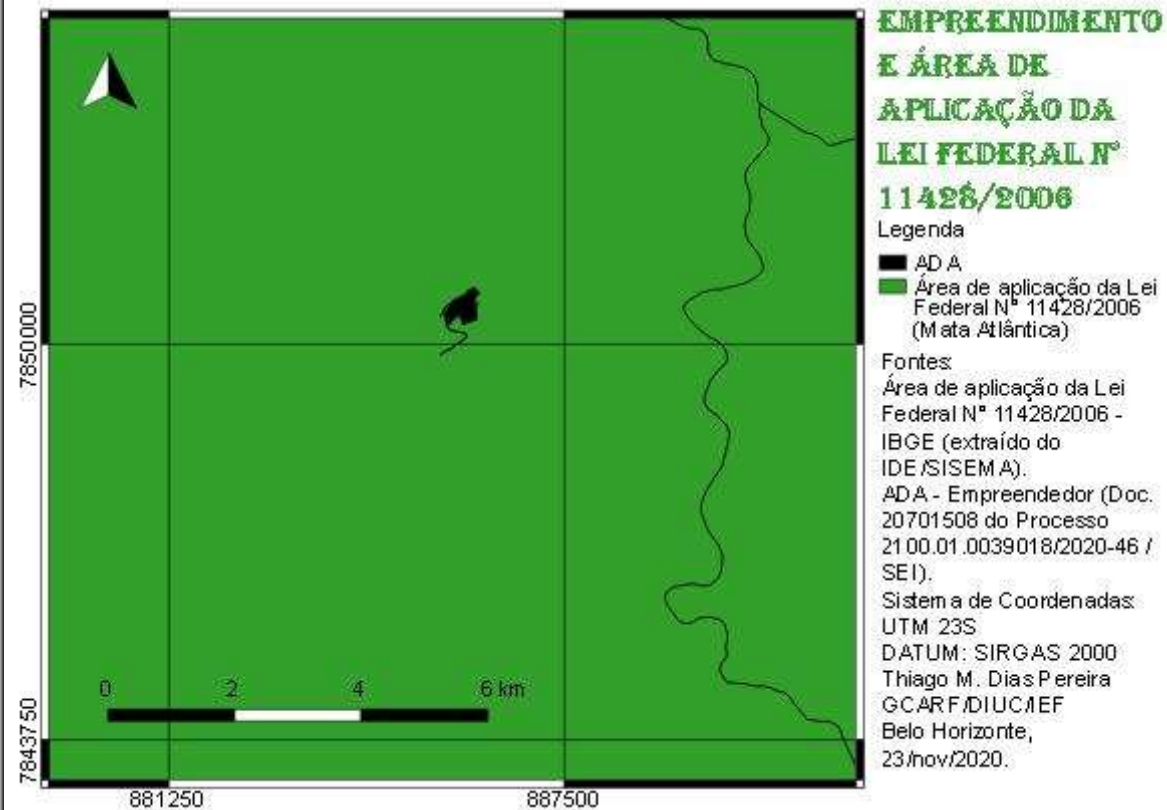 EMPREENDIMENTO
E ÁREA DE
APLICAÇÃO DA
LEI FEDERAL Nº
11428/2006
Legenda
ADA
Área de aplicação da Lei
Federal N° 11428/2006
(Mata Atlântica)
Fontes:
Área de aplicação da Lei
Federal N° 11428/2006 -
IBGE (extraído do
IDE/SISEMA).
ADA - Empreendedor (Doc.
20701508 do Processo
2100.01.0039018/2020-46 /
SEI).
Sistema de Coordenadas:
UTM 23S
DATUM: SIRGAS 2000
Thiago M. Dias Pereira
GCARF/DIUC/IEF
Belo Horizonte,
23/nov/2020.
7850000
7843750
0 2 4 6 km
881250 887500